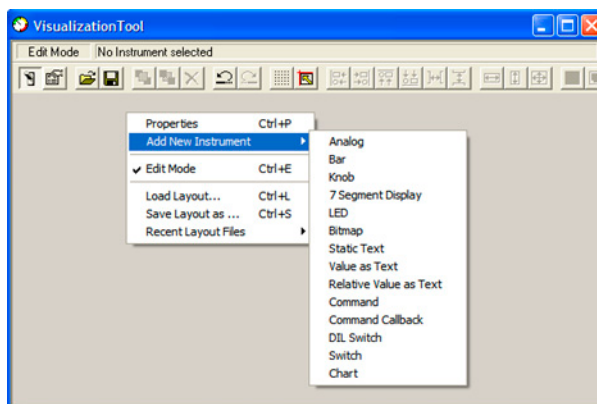 VisualizationTool
Edit Mode No Instrument selected
Properties Ctrl+P
Add New Instrument
Edit Mode Ctrl+E
Load Layout... Ctrl+L
Save Layout as ... Ctrl+S
Recent Layout Files
Analog
Bar
Knob
7 Segment Display
LED
Bitmap
Static Text
Value as Text
Relative Value as Text
Command
Command Callback
DIL Switch
Switch
Chart